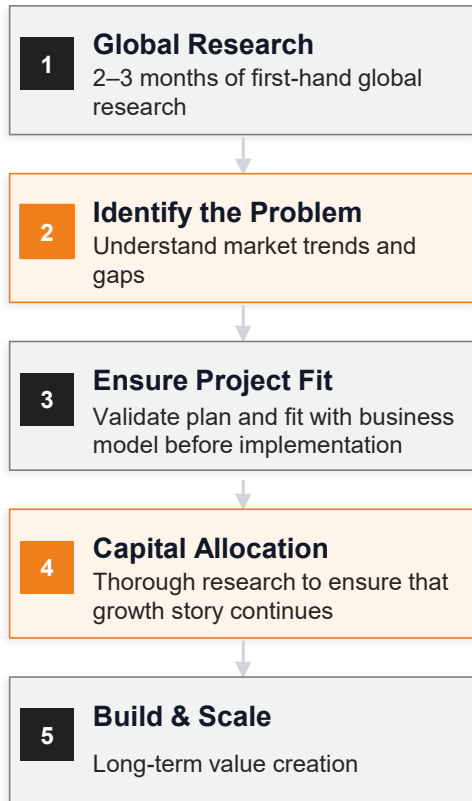 1
Global Research
2–3 months of first-hand global
research
2
Identify the Problem
Understand market trends and
gaps
3
Ensure Project Fit
Validate plan and fit with business
model before implementation
4
Capital Allocation
Thorough research to ensure that
growth story continues
5
Build & Scale
Long-term value creation